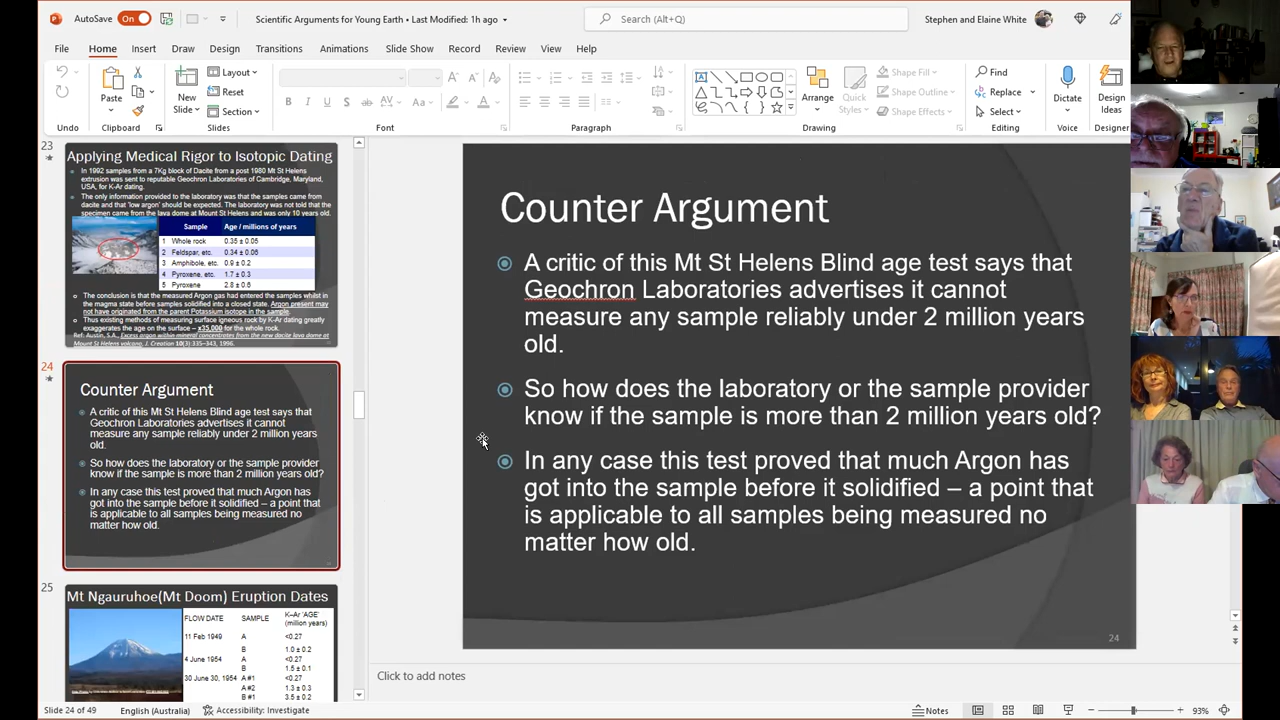 AutoSave On Scientific Arguments for Young Earth • Last Modified: 1h ago Search (Alt+Q) Stephen and Elaine White
File Home Insert Draw Design Transitions Animations Slide Show Record Review View Help
Paste New Slide Layout Reset Section Arrange Quick Styles Shape Fill Shape Outline Shape Effects Find Replace Select Dictate Design Ideas
Undo Clipboard Slides Font Paragraph Drawing Editing Voice Designer
23
Applying Medical Rigor to Isotopic Dating
In 1992 samples from a 7Kg block of Dacite from a post 1980 Mt St Helens
extrusion was sent to reputable Geochron Laboratories of Cambridge, Maryland,
USA, for K-Ar dating.
The only information provided to the laboratory was that the samples came from
dacite and that 'low argon' should be expected. The laboratory was not told that the
specimen came from the lava dome at Mount St Helens and was only 10 years old.
Sample Age / millions of years
1 Whole rock 0.35 ± 0.05
2 Feldspar, etc. 0.34 ± 0.06
3 Amphibole, etc. 0.9 ± 0.2
4 Pyroxene, etc. 1.7 ± 0.3
5 Pyroxene 2.8 ± 0.6
The conclusion is that the measured Argon gas had entered the samples whilst in
the magma state before samples solidified into a closed state. Argon present may
not have originated from the parent Potassium isotope in the sample.
Thus existing methods of measuring surface igneous rock by K-Ar dating greatly
exaggerates the age on the surface – x35,000 for the whole rock.
Ref: Austin, S.A., Excess argon within mineral concentrates from the new dacite lava dome at
Mount St Helens volcano, J. Creation 10(3):335–343, 1996.
24
Counter Argument
A critic of this Mt St Helens Blind age test says that
Geochron Laboratories advertises it cannot
measure any sample reliably under 2 million years
old.
So how does the laboratory or the sample provider
know if the sample is more than 2 million years old?
In any case this test proved that much Argon has
got into the sample before it solidified – a point that
is applicable to all samples being measured no
matter how old.
25
Mt Ngauruhoe(Mt Doom) Eruption Dates
FLOW DATE SAMPLE K–Ar 'AGE'
(million years)
11 Feb 1949 A <0.27
B 1.0 ± 0.2
4 June 1954 A <0.27
B 1.5 ± 0.1
30 June 30, 1954 A #1 <0.27
A #2 1.3 ± 0.3
B #1 3.5 ± 0.2
Counter Argument
A critic of this Mt St Helens Blind age test says that
Geochron Laboratories advertises it cannot
measure any sample reliably under 2 million years
old.
So how does the laboratory or the sample provider
know if the sample is more than 2 million years old?
In any case this test proved that much Argon has
got into the sample before it solidified – a point that
is applicable to all samples being measured no
matter how old.
24
Click to add notes
Slide 24 of 49 English (Australia) Accessibility: Investigate Notes 93%